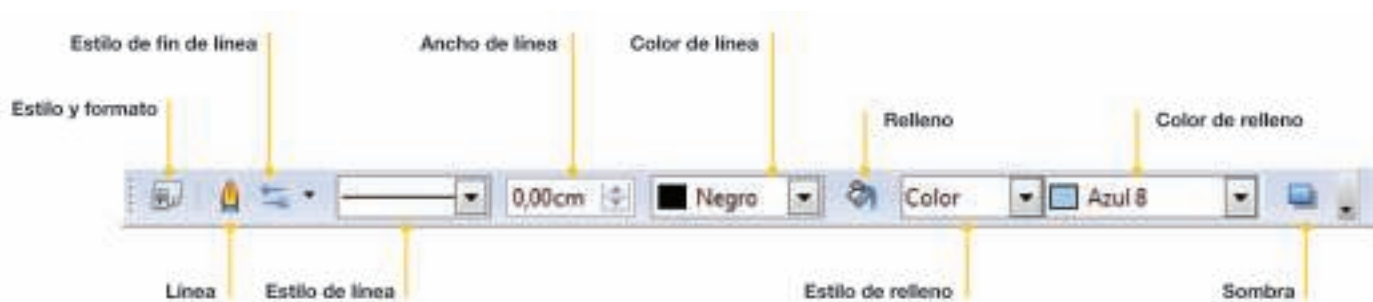 Estilo de fin de línea
Ancho de línea
Color de línea
Estilo y formato
Relleno
Color de relleno
0,00cm
Negro
Color
Azul 8
Línea
Estilo de línea
Estilo de relleno
Sombra